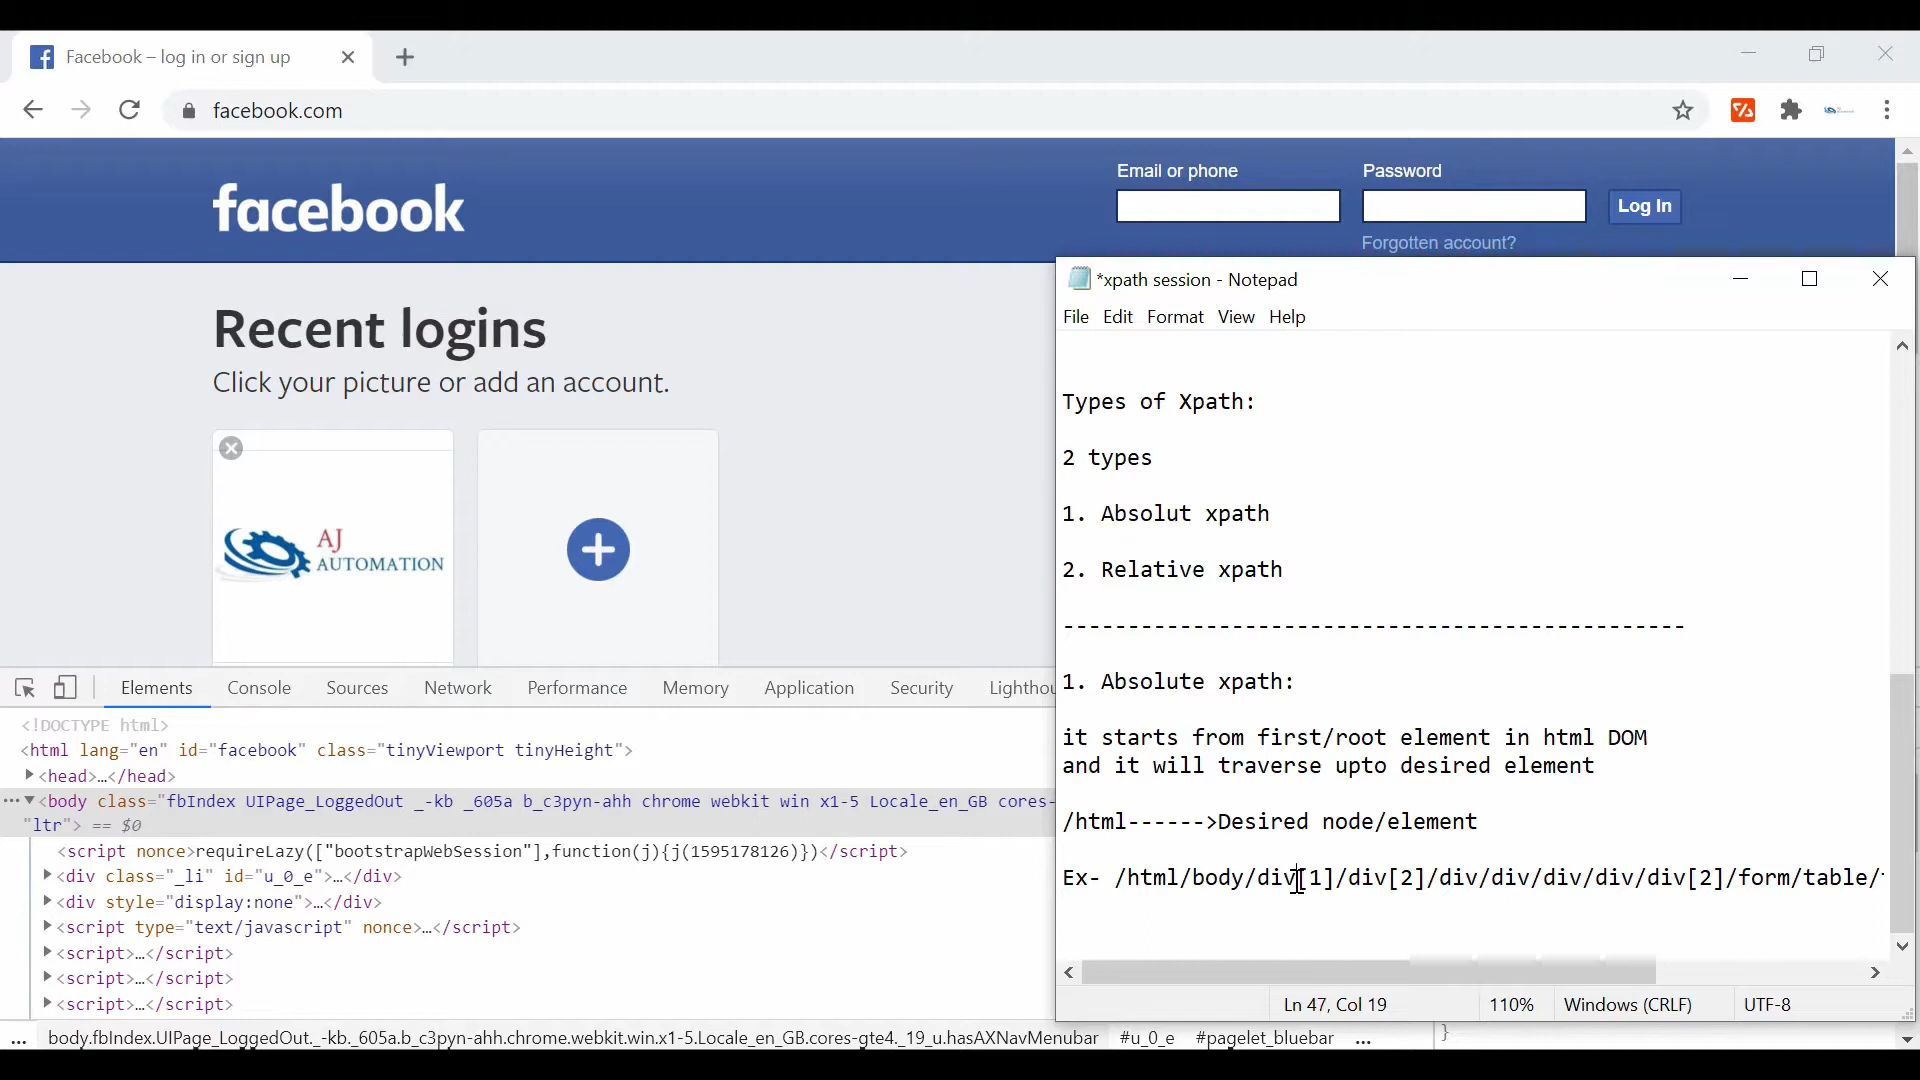 Facebook – log in or sign up
facebook.com
facebook
Email or phone
Password
Log In
Forgotten account?
Recent logins
Click your picture or add an account.
AJ
AUTOMATION
*xpath session - Notepad
File Edit Format View Help
Types of Xpath:
2 types
1. Absolut xpath
2. Relative xpath
------------------------------------------------
1. Absolute xpath:
it starts from first/root element in html DOM
and it will traverse upto desired element
/html------>Desired node/element
Ex- /html/body/div[1]/div[2]/div/div/div/div/div[2]/form/table/
Ln 47, Col 19
110%
Windows (CRLF)
UTF-8
Elements Console Sources Network Performance Memory Application Security Lighthou
<!DOCTYPE html>
<html lang="en" id="facebook" class="tinyViewport tinyHeight">
<head>…</head>
<body class="fbIndex UIPage_LoggedOut _-kb _605a b_c3pyn-ahh chrome webkit win x1-5 Locale_en_GB cores-
"ltr"> == $0
<script nonce>requireLazy(["bootstrapWebSession"],function(j){j(1595178126)})</script>
<div class="_li" id="u_0_e">…</div>
<div style="display:none">…</div>
<script type="text/javascript" nonce>…</script>
<script>…</script>
<script>…</script>
<script>…</script>
... body.fbIndex.UIPage_LoggedOut._-kb._605a.b_c3pyn-ahh.chrome.webkit.win.x1-5.Locale_en_GB.cores-gte4._19_u.hasAXNavMenubar #u_0_e #pagelet_bluebar ...
}